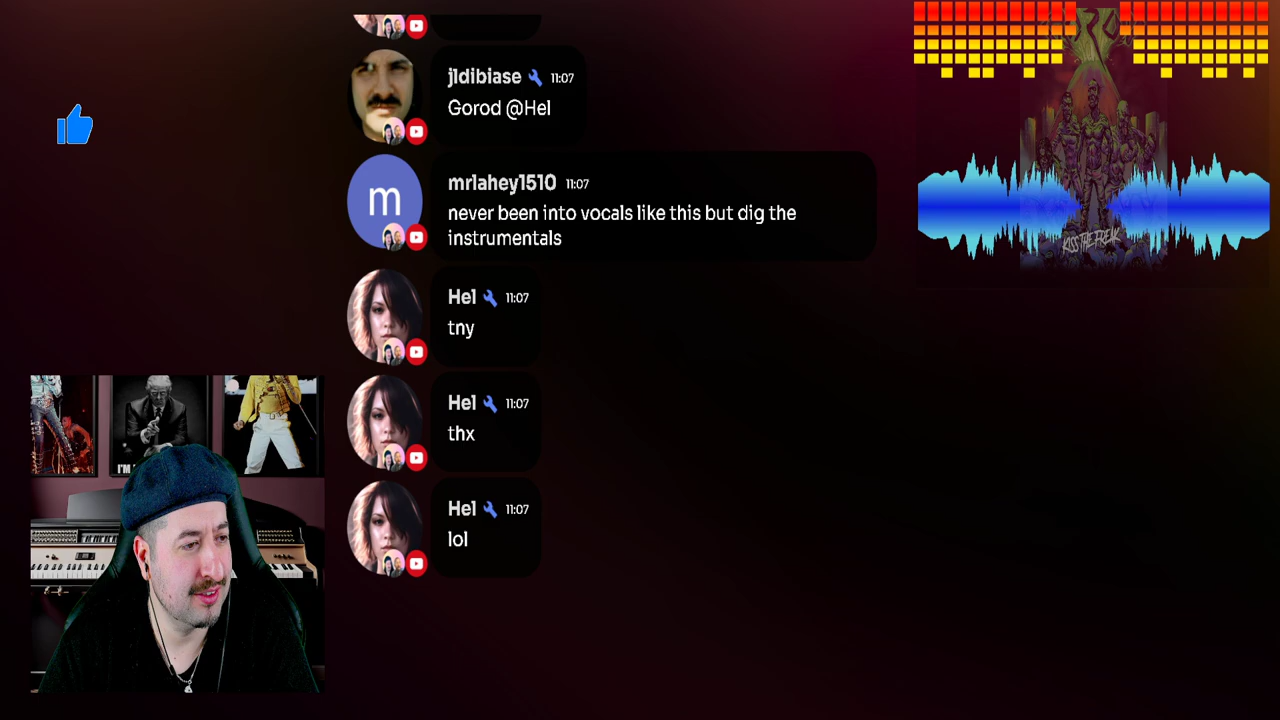 jldibiase 11:07
Gorod @Hel
m
mrlahey1510 11:07
never been into vocals like this but dig the
instrumentals
Hel 11:07
tny
Hel 11:07
thx
Hel 11:07
lol
KISS THE FREAK
I'M